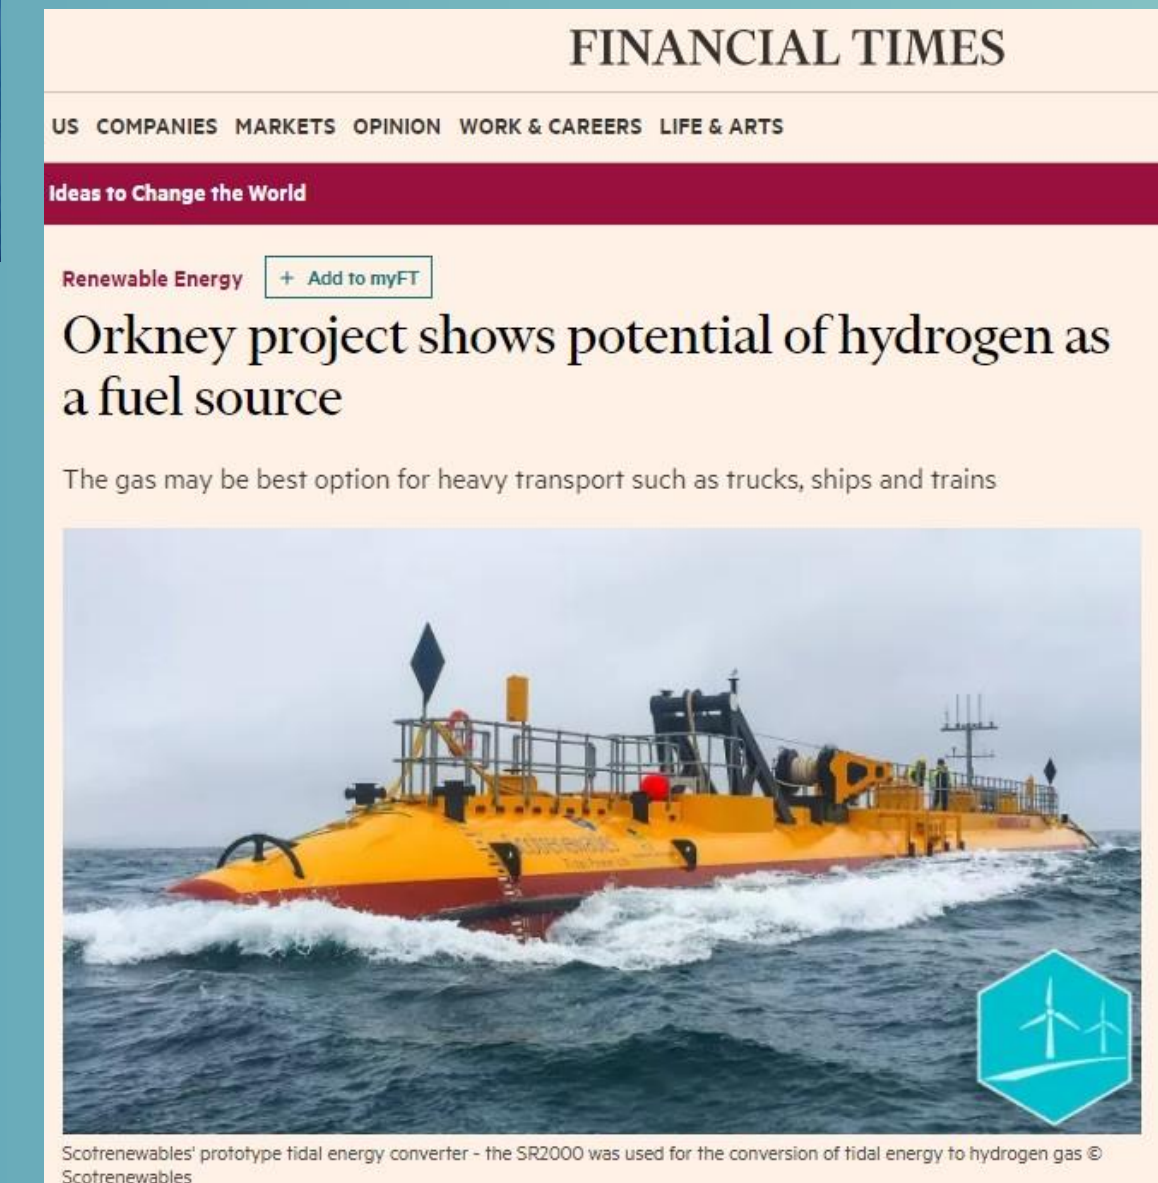 FINANCIAL TIMES
US COMPANIES MARKETS OPINION WORK & CAREERS LIFE & ARTS
Ideas to Change the World
Renewable Energy + Add to myFT
Orkney project shows potential of hydrogen as
a fuel source
The gas may be best option for heavy transport such as trucks, ships and trains
Scotrenewables' prototype tidal energy converter - the SR2000 was used for the conversion of tidal energy to hydrogen gas ©
Scotrenewables